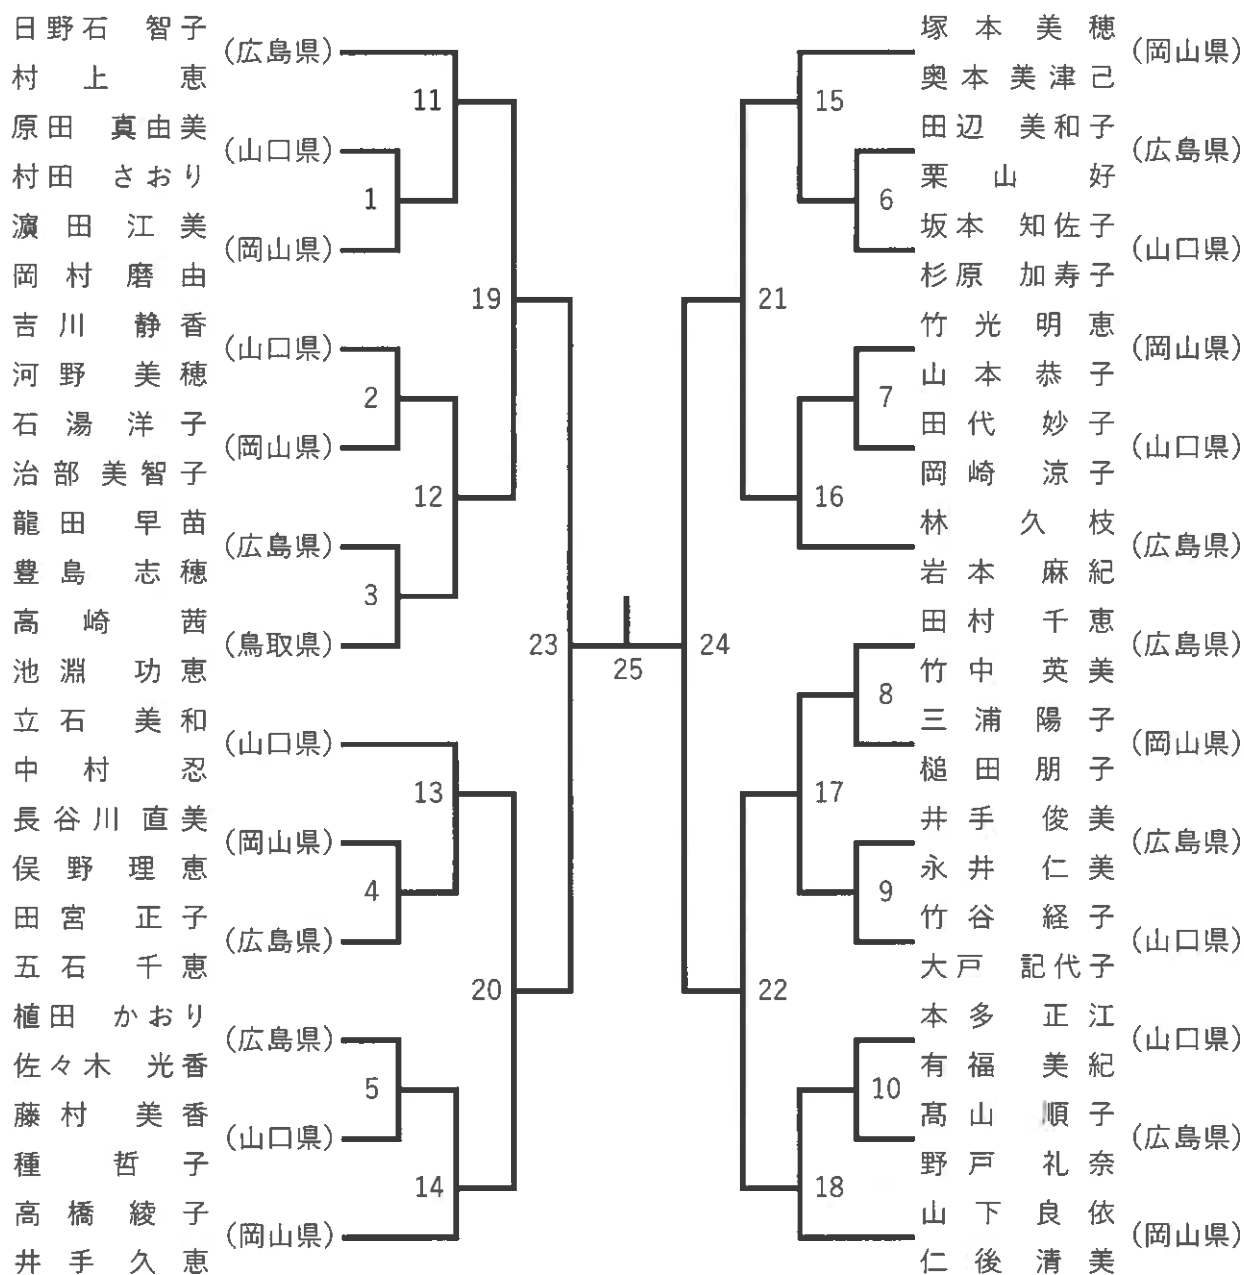 日野石 智子
(広島県)
村上 恵
11
原田 真由美
(山口県)
村田 さおり
1
濵田江美
(岡山県)
岡村磨由
19
吉川 静香
(山口県)
河野 美穂
2
石湯洋子
(岡山県)
治部美智子
12
龍田 早苗
(広島県)
豊島 志穂
3
高崎 茜
(鳥取県)
池淵 功恵
23
立石 美和
(山口県)
中村 忍
13
長谷川直美
(岡山県)
俣野理恵
4
田宮 正子
(広島県)
五石 千恵
20
植田 かおり
(広島県)
佐々木 光香
5
藤村 美香
(山口県)
種 哲子
14
高橋綾子
(岡山県)
井手久恵
25
塚本美穂
(岡山県)
奥本美津己
15
田辺 美和子
(広島県)
栗山 好
6
坂本 知佐子
(山口県)
杉原 加寿子
21
竹光明恵
(岡山県)
山本恭子
7
田代 妙子
(山口県)
岡崎 涼子
16
林 久枝
(広島県)
岩本 麻紀
田村 千恵
(広島県)
24
竹中 英美
8
三浦陽子
(岡山県)
槌田朋子
17
井手 俊美
(広島県)
永井 仁美
9
竹谷経子
(山口県)
大戸 記代子
22
本多 正江
(山口県)
有福 美紀
10
髙山 順子
(広島県)
野戸 礼奈
18
山下良依
(岡山県)
仁後清美